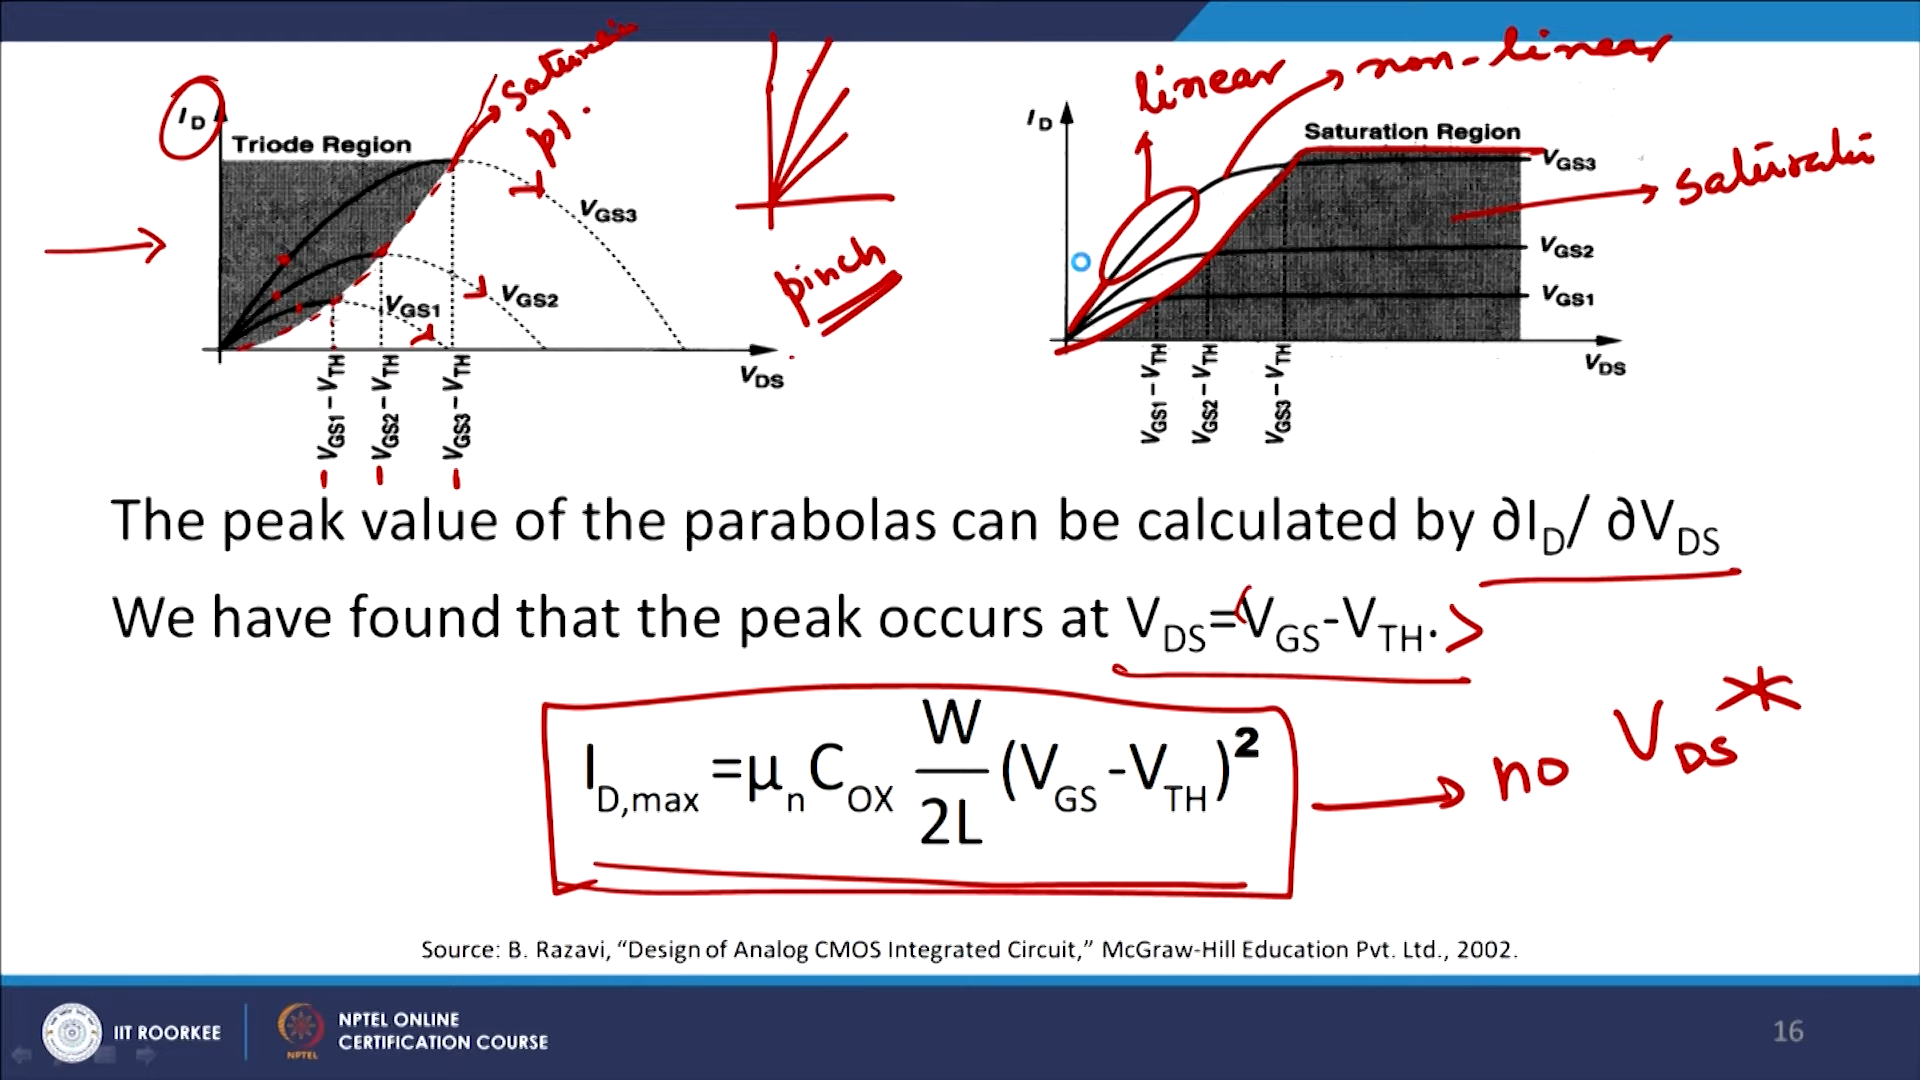 I_D
Triode Region
Saturation
pt.
V_GS3
V_GS2
V_GS1
V_DS
V_GS1 – V_TH
V_GS2 – V_TH
V_GS3 – V_TH
pinch
linear
non-linear
I_D
Saturation Region
V_GS3
V_GS2
V_GS1
V_DS
V_GS1 – V_TH
V_GS2 – V_TH
V_GS3 – V_TH
The peak value of the parabolas can be calculated by ∂I_D/ ∂V_DS
We have found that the peak occurs at V_DS=V_GS-V_TH.
I_D,max =μ_n C_OX W/2L (V_GS -V_TH)²
no V_DS *
Source: B. Razavi, “Design of Analog CMOS Integrated Circuit,” McGraw-Hill Education Pvt. Ltd., 2002.
IIT ROORKEE
NPTEL
NPTEL ONLINE
CERTIFICATION COURSE
16